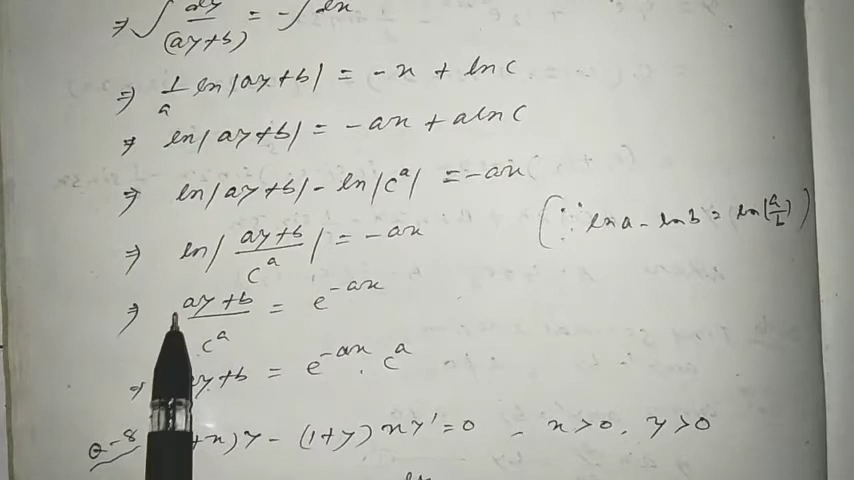 ⇒ ∫ dy/(ay+b) = -∫ dx
⇒ 1/a ln|ay+b| = -x + ln c
⇒ ln|ay+b| = -ax + a ln c
⇒ ln|ay+b| - ln|c^a| = -ax
⇒ ln|(ay+b)/c^a| = -ax (∵ ln a - ln b = ln(a/b))
⇒ (ay+b)/c^a = e^-ax
⇒ ay+b = e^-ax . c^a
Q-8 +x)y - (1+y)xy' = 0 - x>0, y>0